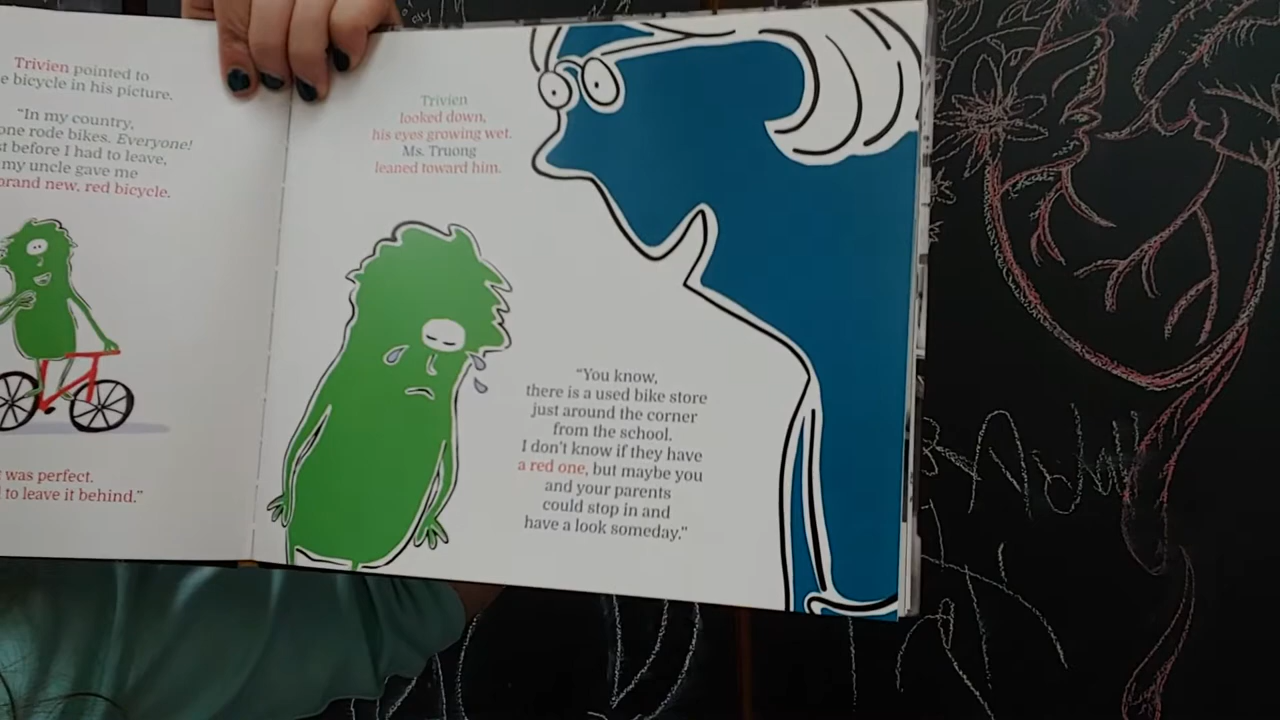 Trivien pointed to
bicycle in his picture.
"In my country,
one rode bikes. Everyone!
before I had to leave,
my uncle gave me
brand new, red bicycle.
was perfect.
to leave it behind."
Trivien
looked down,
his eyes growing wet.
Ms. Truong
leaned toward him.
"You know,
there is a used bike store
just around the corner
from the school.
I don't know if they have
a red one, but maybe you
and your parents
could stop in and
have a look someday."